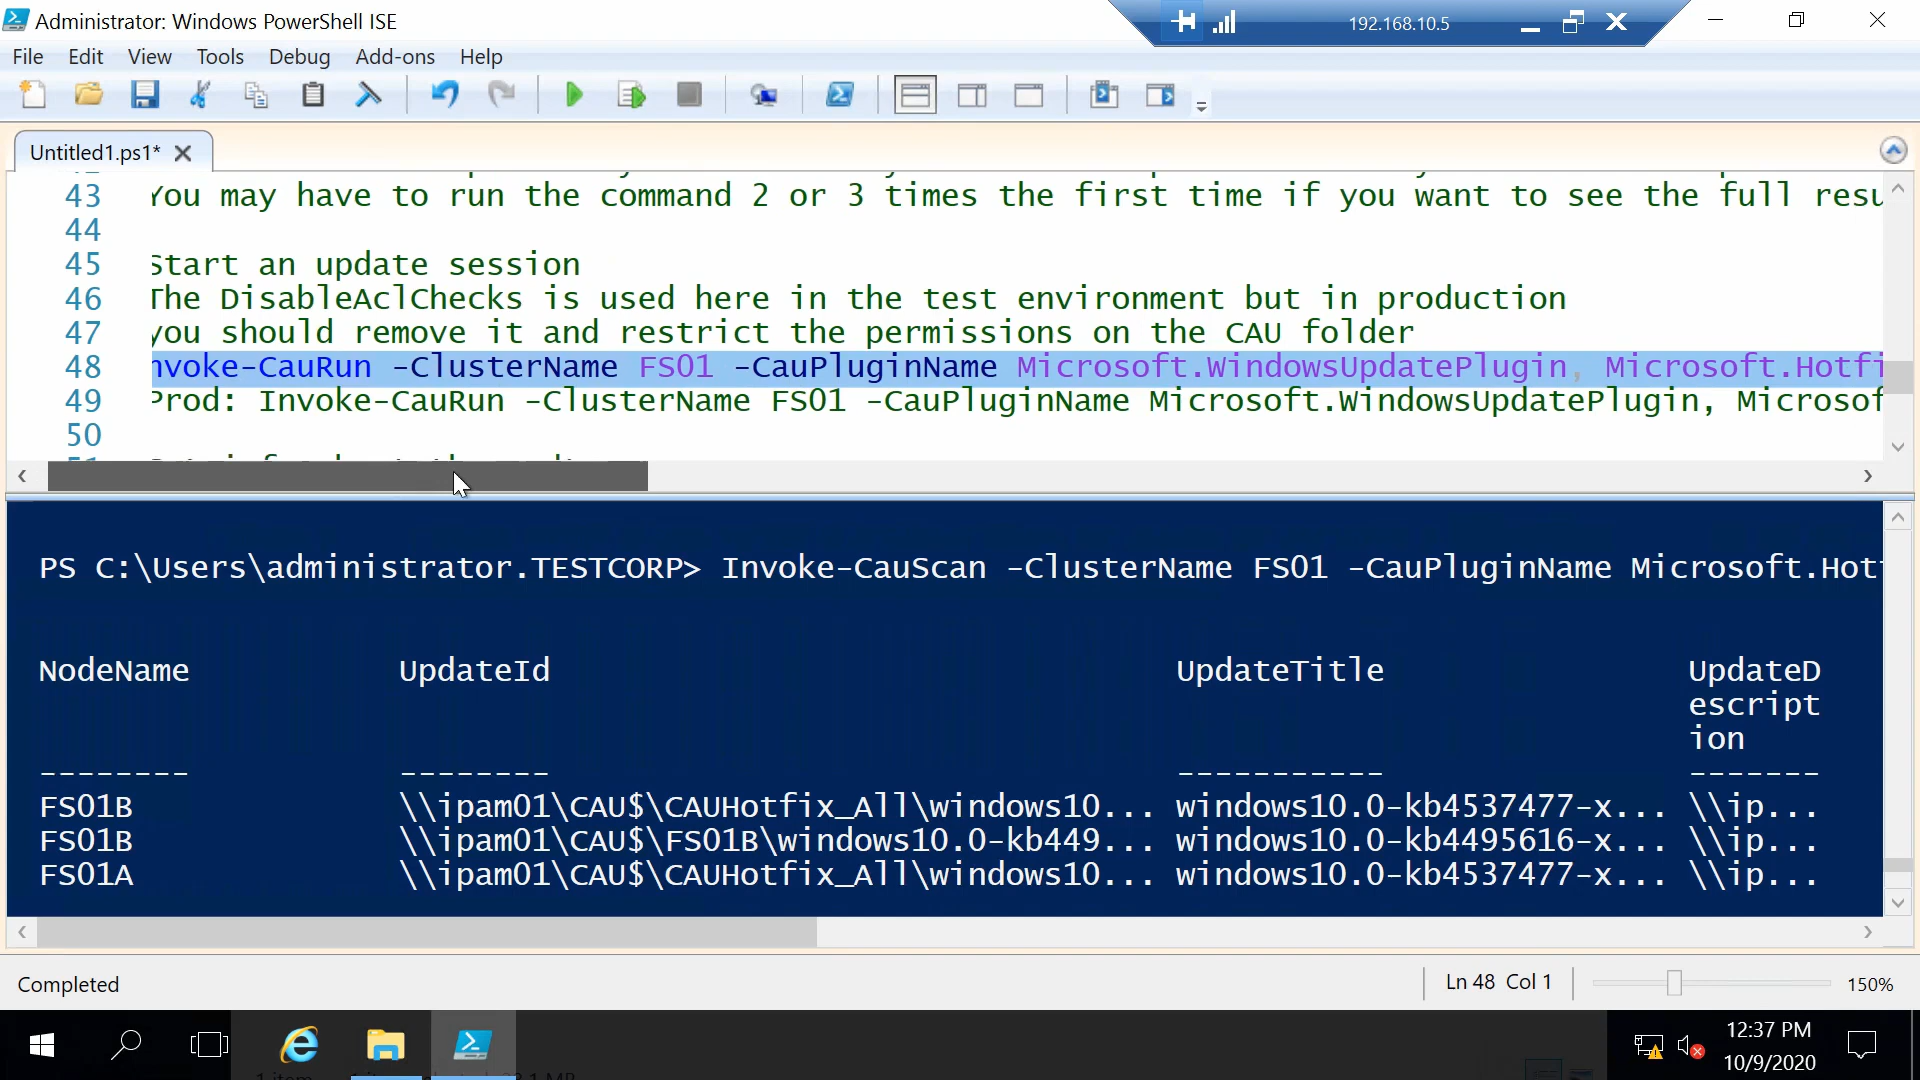 Administrator: Windows PowerShell ISE
192.168.10.5
File Edit View Tools Debug Add-ons Help
Untitled1.ps1*
43 You may have to run the command 2 or 3 times the first time if you want to see the full resu
44
45 Start an update session
46 The DisableAclChecks is used here in the test environment but in production
47 you should remove it and restrict the permissions on the CAU folder
48 nvoke-CauRun -ClusterName FS01 -CauPluginName Microsoft.WindowsUpdatePlugin, Microsoft.Hotfi
49 Prod: Invoke-CauRun -ClusterName FS01 -CauPluginName Microsoft.WindowsUpdatePlugin, Microsof
50
PS C:\Users\administrator.TESTCORP> Invoke-CauScan -ClusterName FS01 -CauPluginName Microsoft.Hot
NodeName UpdateId UpdateTitle UpdateD
escript
ion
-------- -------- ----------- -------
FS01B \\ipam01\CAU$\CAUHotfix_All\windows10... windows10.0-kb4537477-x... \\ip...
FS01B \\ipam01\CAU$\FS01B\windows10.0-kb449... windows10.0-kb4495616-x... \\ip...
FS01A \\ipam01\CAU$\CAUHotfix_All\windows10... windows10.0-kb4537477-x... \\ip...
Completed
Ln 48 Col 1
150%
12:37 PM
10/9/2020